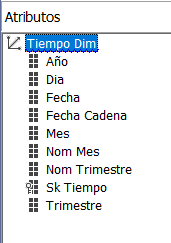 Atributos
Tiempo Dim
Año
Dia
Fecha
Fecha Cadena
Mes
Nom Mes
Nom Trimestre
Sk Tiempo
Trimestre